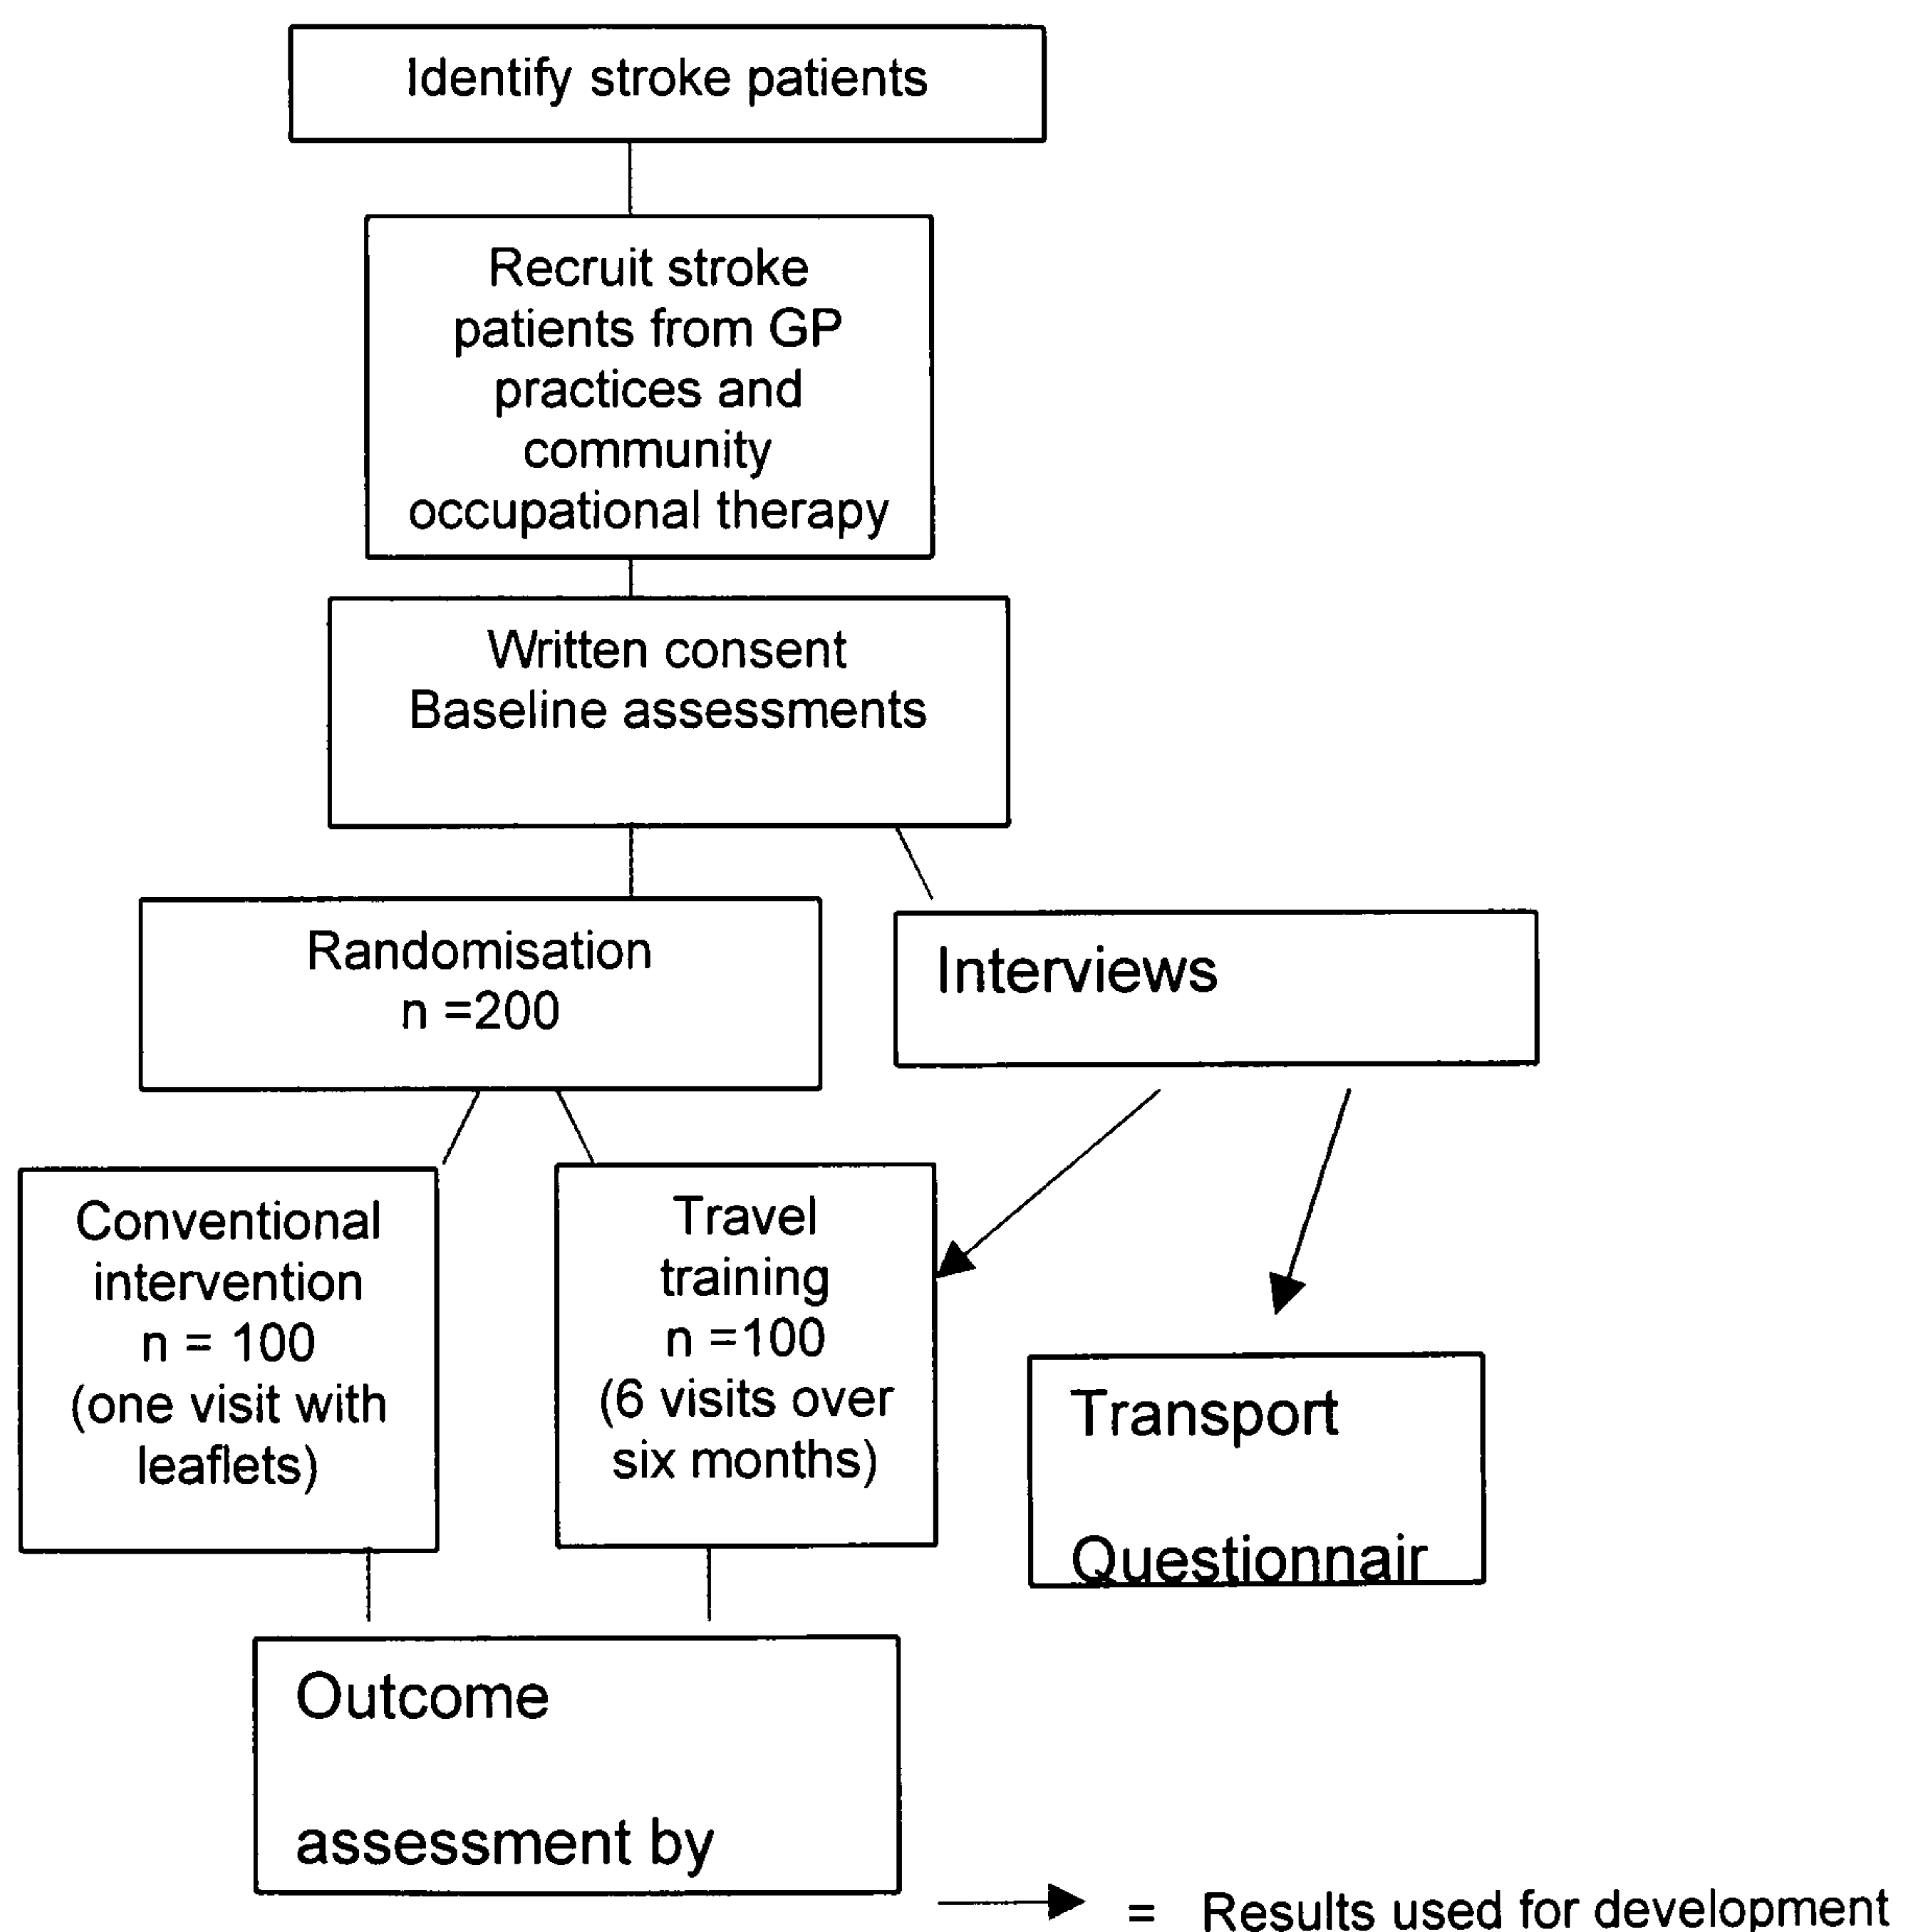 Identify stroke patients
Recruit stroke
patients from GP
practices and
community
occupational therapy
Written consent
Baseline assessments
Randomisation
n =200
Interviews
Conventional
intervention
n = 100
(one visit with
leaflets)
Travel
training
n =100
(6 visits over
six months)
Transport
Questionnair
Outcome
assessment by
= Results used for development